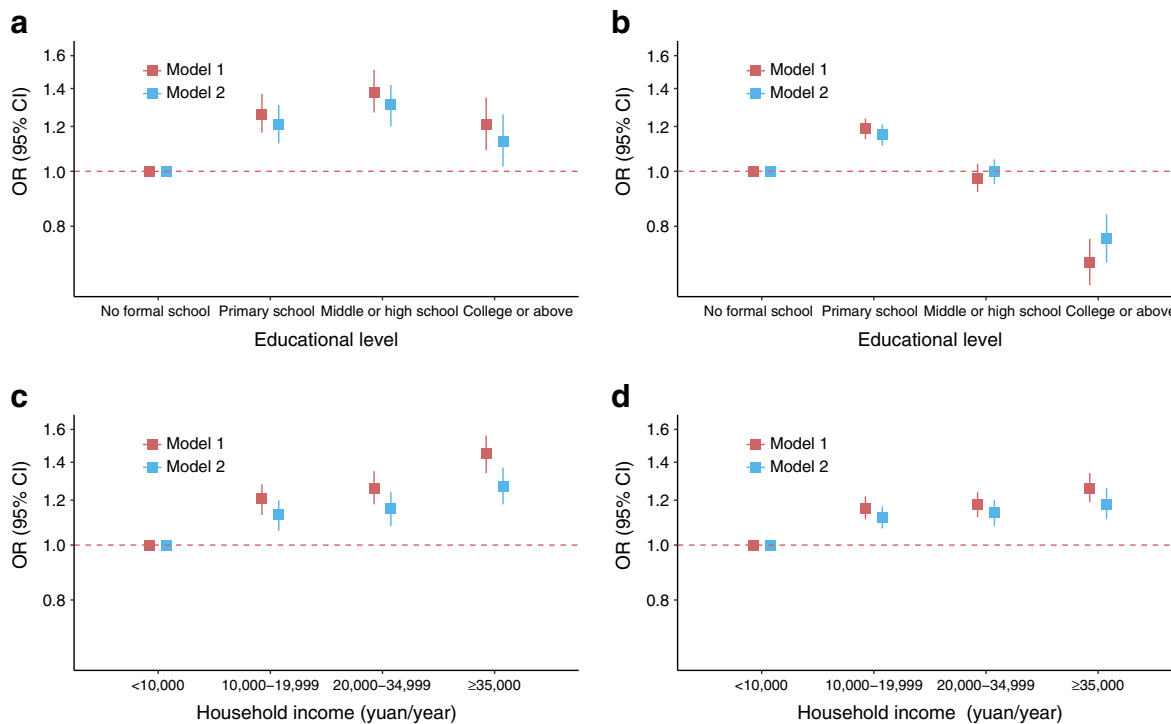 a
OR (95% CI)
1.6
1.4
1.2
1.0
0.8
Model 1
Model 2
No formal school
Primary school
Middle or high school
College or above
Educational level
b
OR (95% CI)
1.6
1.4
1.2
1.0
0.8
Model 1
Model 2
No formal school
Primary school
Middle or high school
College or above
Educational level
c
OR (95% CI)
1.6
1.4
1.2
1.0
0.8
Model 1
Model 2
<10,000
10,000–19,999
20,000–34,999
≥35,000
Household income (yuan/year)
d
OR (95% CI)
1.6
1.4
1.2
1.0
0.8
Model 1
Model 2
<10,000
10,000–19,999
20,000–34,999
≥35,000
Household income (yuan/year)